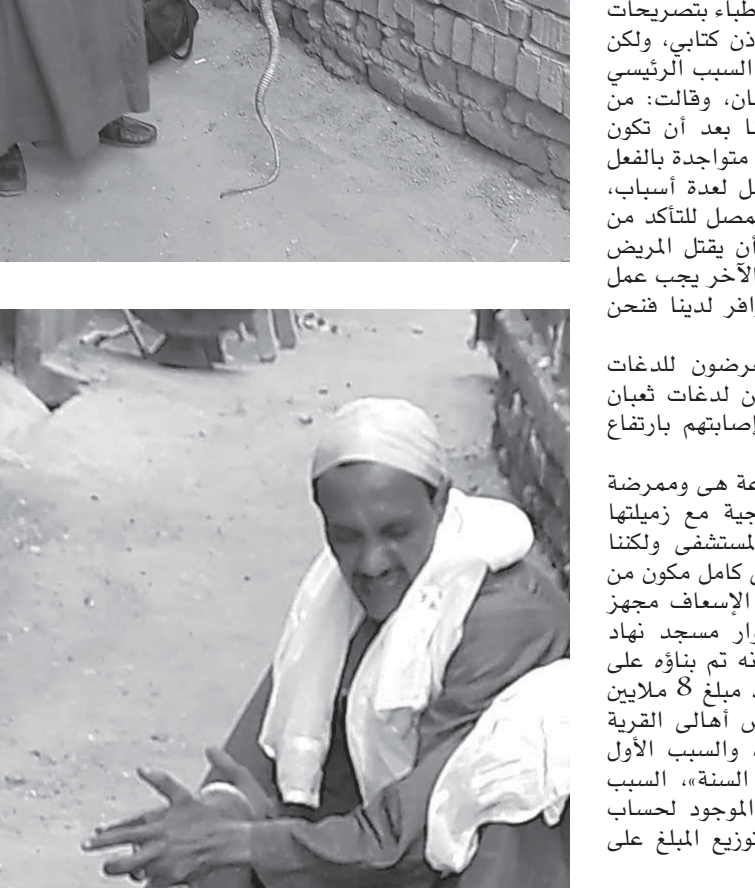 طباء بتصريحات
ذن كتابي، ولكن
السبب الرئيسي
ان، وقالت: من
ا بعد أن تكون
متواجدة بالفعل
ل لعدة أسباب،
مصل للتأكد من
أن يقتل المريض
الآخر يجب عمل
افر لدينا فنحن
عرضون للدغات
ن لدغات ثعبان
إصابتهم بارتفاع
عة هى وممرضة
جية مع زميلتها
لمستشفى ولكننا
ى كامل مكون من
الإسعاف مجهز
وار مسجد نهاد
نه تم بناؤه على
مبلغ 8 ملايين
س أهالى القرية
، والسبب الأول
السنة»، السبب
الموجود لحساب
توزيع المبلغ على